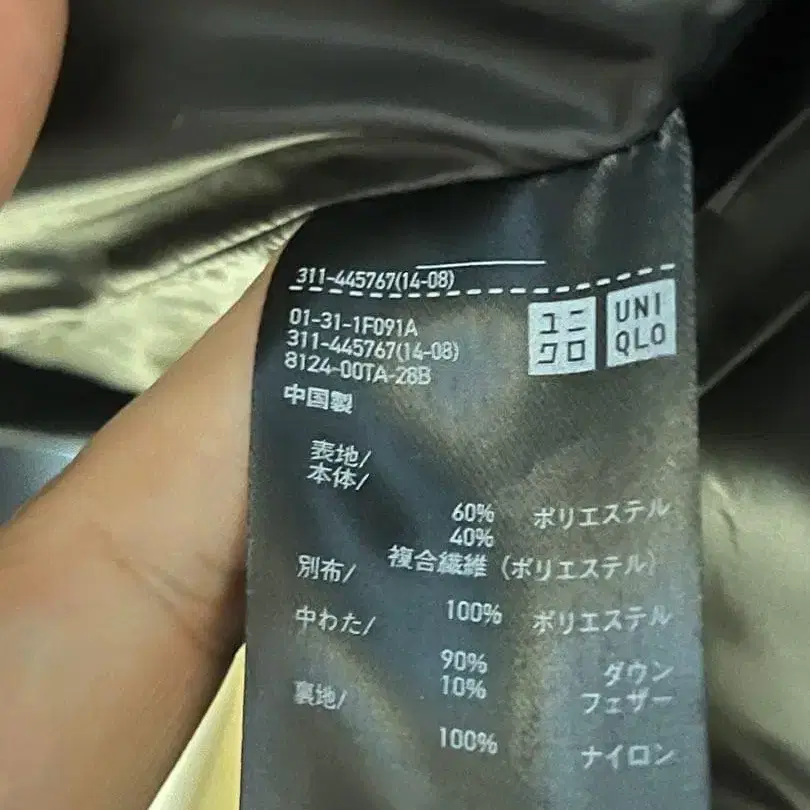 311-445767(14-08)
01-31-1F091A
311-445767(14-08)
8124-00TA-28B
中国製
ユニ
クロ
UNI
QLO
表地/
本体/
60% ポリエステル
40%
複合繊維 (ポリエステル)
別布/
100% ポリエステル
中わた/
90% ダウン
10% フェザー
裏地/
100% ナイロン